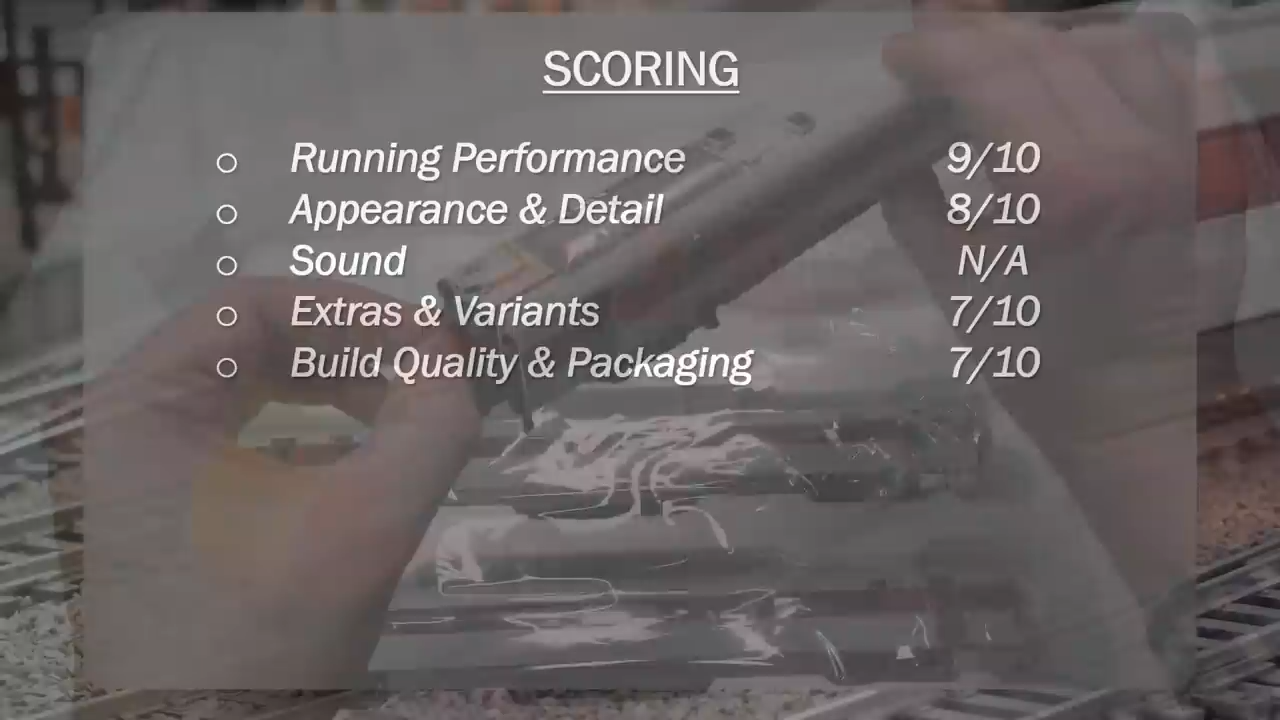 SCORING
○ Running Performance 9/10
○ Appearance & Detail 8/10
○ Sound N/A
○ Extras & Variants 7/10
○ Build Quality & Packaging 7/10